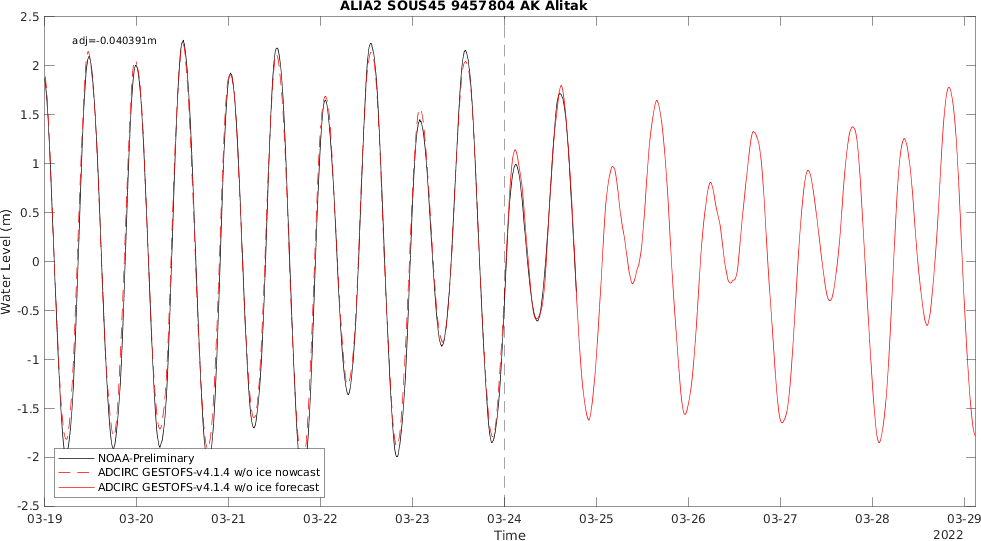 ALIA2 SOUS45 9457804 AK Alitak
adj=-0.040391m
2.5
2
1.5
1
0.5
0
-0.5
-1
-1.5
-2
-2.5
Water Level (m)
NOAA-Preliminary
ADCIRC GESTOFS-v4.1.4 w/o ice nowcast
ADCIRC GESTOFS-v4.1.4 w/o ice forecast
03-19 03-20 03-21 03-22 03-23 03-24 03-25 03-26 03-27 03-28 03-29
Time 2022